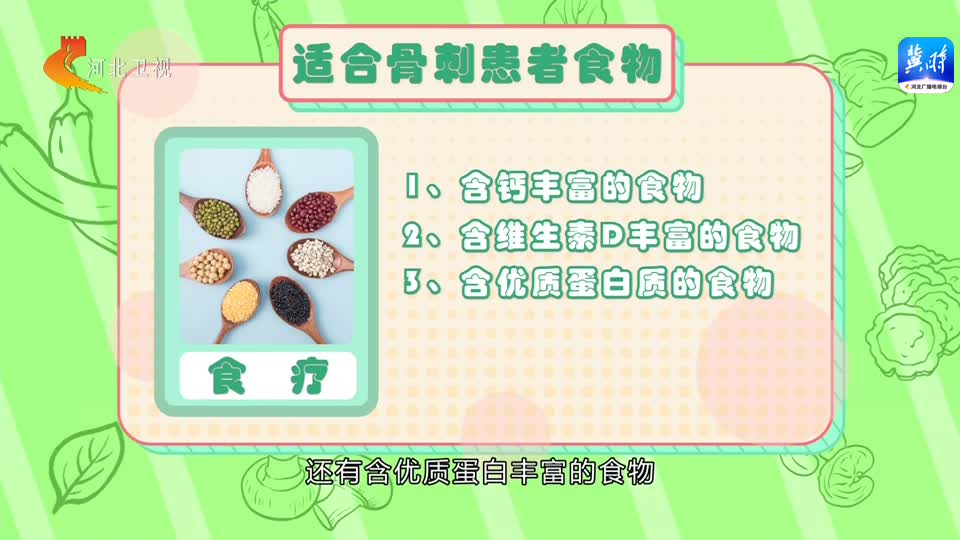 河北卫视
适合骨刺患者食物
冀时
河北广播电视台
1、含钙丰富的食物
2、含维生素D丰富的食物
3、含优质蛋白质的食物
食 疗
还有含优质蛋白丰富的食物